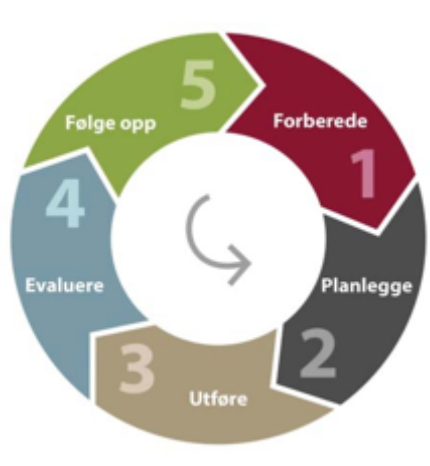 Forberede
1
Planlegge
2
Utføre
3
Evaluere
4
Følge opp
5